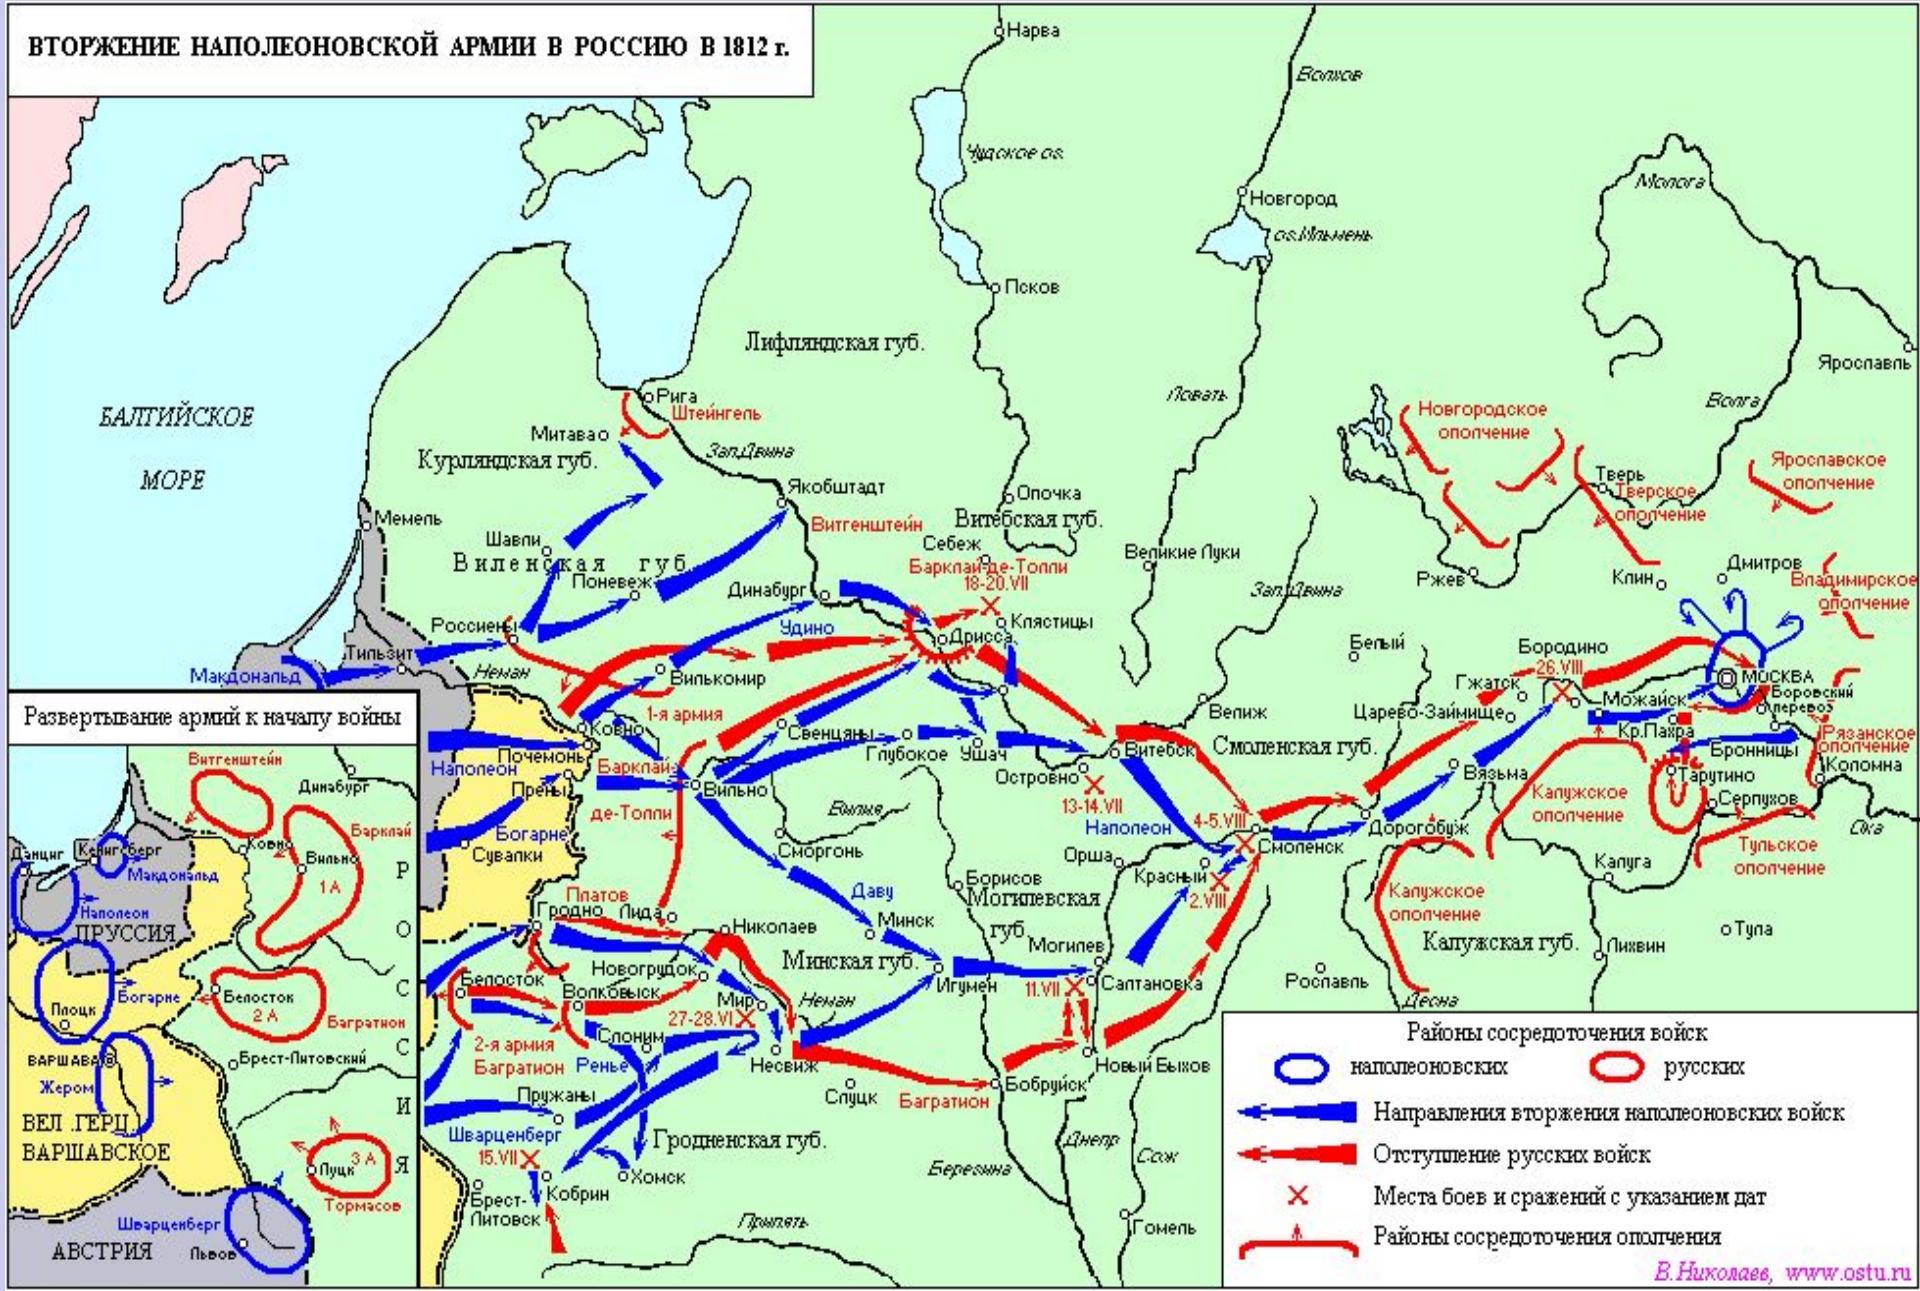 ВТОРЖЕНИЕ НАПОЛЕОНОВСКОЙ АРМИИ В РОССИЮ В 1812 г.
Нарва
Волхов
Чудское оз.
Молога
Новгород
оз.Ильмень
Псков
Лифляндская губ.
Ярославль
Рига
Штейнгель
Ловать
Волга
БАЛТИЙСКОЕ
МОРЕ
Новгородское
ополчение
Митава
Курляндская губ.
Зап.Двина
Ярославское
ополчение
Тверь
Тверское
ополчение
Якобштадт
Опочка
Витебская губ.
Мемель
Витгенштейн
Шавли
Виленская губ.
Себеж
Великие Луки
Барклай-де-Толли
18-20.VII
Поневеж
Динабург
Ржев
Клин
Дмитров
Владимирское
ополчение
Зап.Двина
Россиены
Удино
Дрисса
Клястицы
Белый
Бородино
26.VIII
Тильзит
Неман
Макдональд
Вилькомир
Гжатск
МОСКВА
Можайск
Боровский
перевоз
1-я армия
Велиж
Царево-Займище
Ковно
Свенцяны
Глубокое
Ушач
Витебск
Смоленская губ.
Кр.Пахра
Рязанское
ополчение
Бронницы
Почемонь
Наполеон
Барклай-
де-Толли
Островно
Вязьма
Тарутино
Коломна
Прены
Вильно
13-14.VII
Калужское
ополчение
Серпухов
Вилия
Богарне
Наполеон
4-5.VIII
Дорогобуж
Ока
Сувалки
Сморгонь
Орша
Смоленск
Тульское
ополчение
Красный
2.VIII
Калуга
Борисов
Платов
Даву
Могилевская
губ.
Калужское
ополчение
Гродно
Лида
Николаев
Минск
Тула
Калужская губ.
Лихвин
Могилев
Минская губ.
Новогрудок
Белосток
Игумен
11.VII
Салтановка
Рославль
Волковыск
Мир
Неман
Десна
27-28.VI
Слоним
2-я армия
Багратион
Ренье
Несвиж
Новый Быхов
Бобруйск
Слуцк
Багратион
Пружаны
Шварценберг
Гродненская губ.
Днепр
Сож
15.VII
Березина
Хомск
Кобрин
Брест-
Литовск
Припять
Гомель
Развертывание армий к началу войны
Витгенштейн
Динабург
Барклай
Ковно
Данциг
Кенигсберг
Вильно
Макдональд
1 А
Р
О
С
С
И
Я
Наполеон
ПРУССИЯ
Белосток
2 А
Плоцк
Богарне
Багратион
ВАРШАВА
Брест-Литовский
Жером
ВЕЛ .ГЕРЦ.
ВАРШАВСКОЕ
Луцк
3 А
Тормасов
Шварценберг
АВСТРИЯ
Львов
Районы сосредоточения войск
наполеоновских
русских
Направления вторжения наполеоновских войск
Отступление русских войск
Места боев и сражений с указанием дат
Районы сосредоточения ополчения
В.Николаев, www.ostu.ru